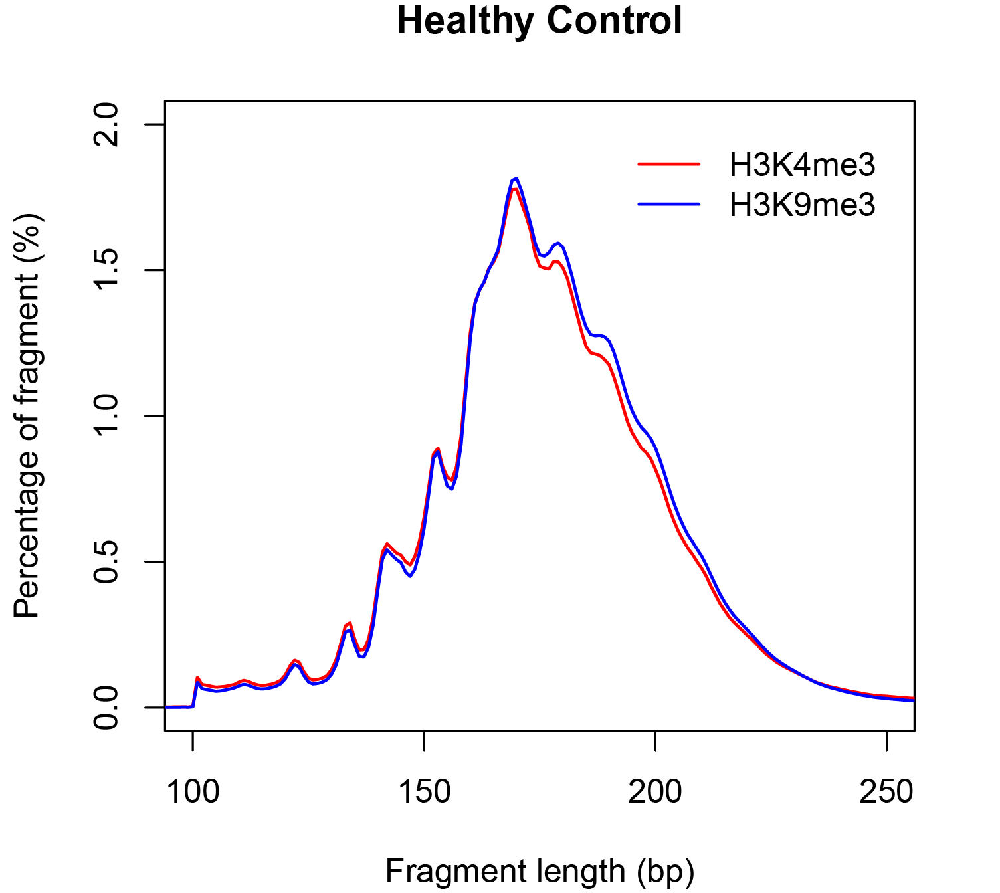 Healthy Control
H3K4me3
H3K9me3
Percentage of fragment (%)
2.0
1.5
1.0
0.5
0.0
100 150 200 250
Fragment length (bp)